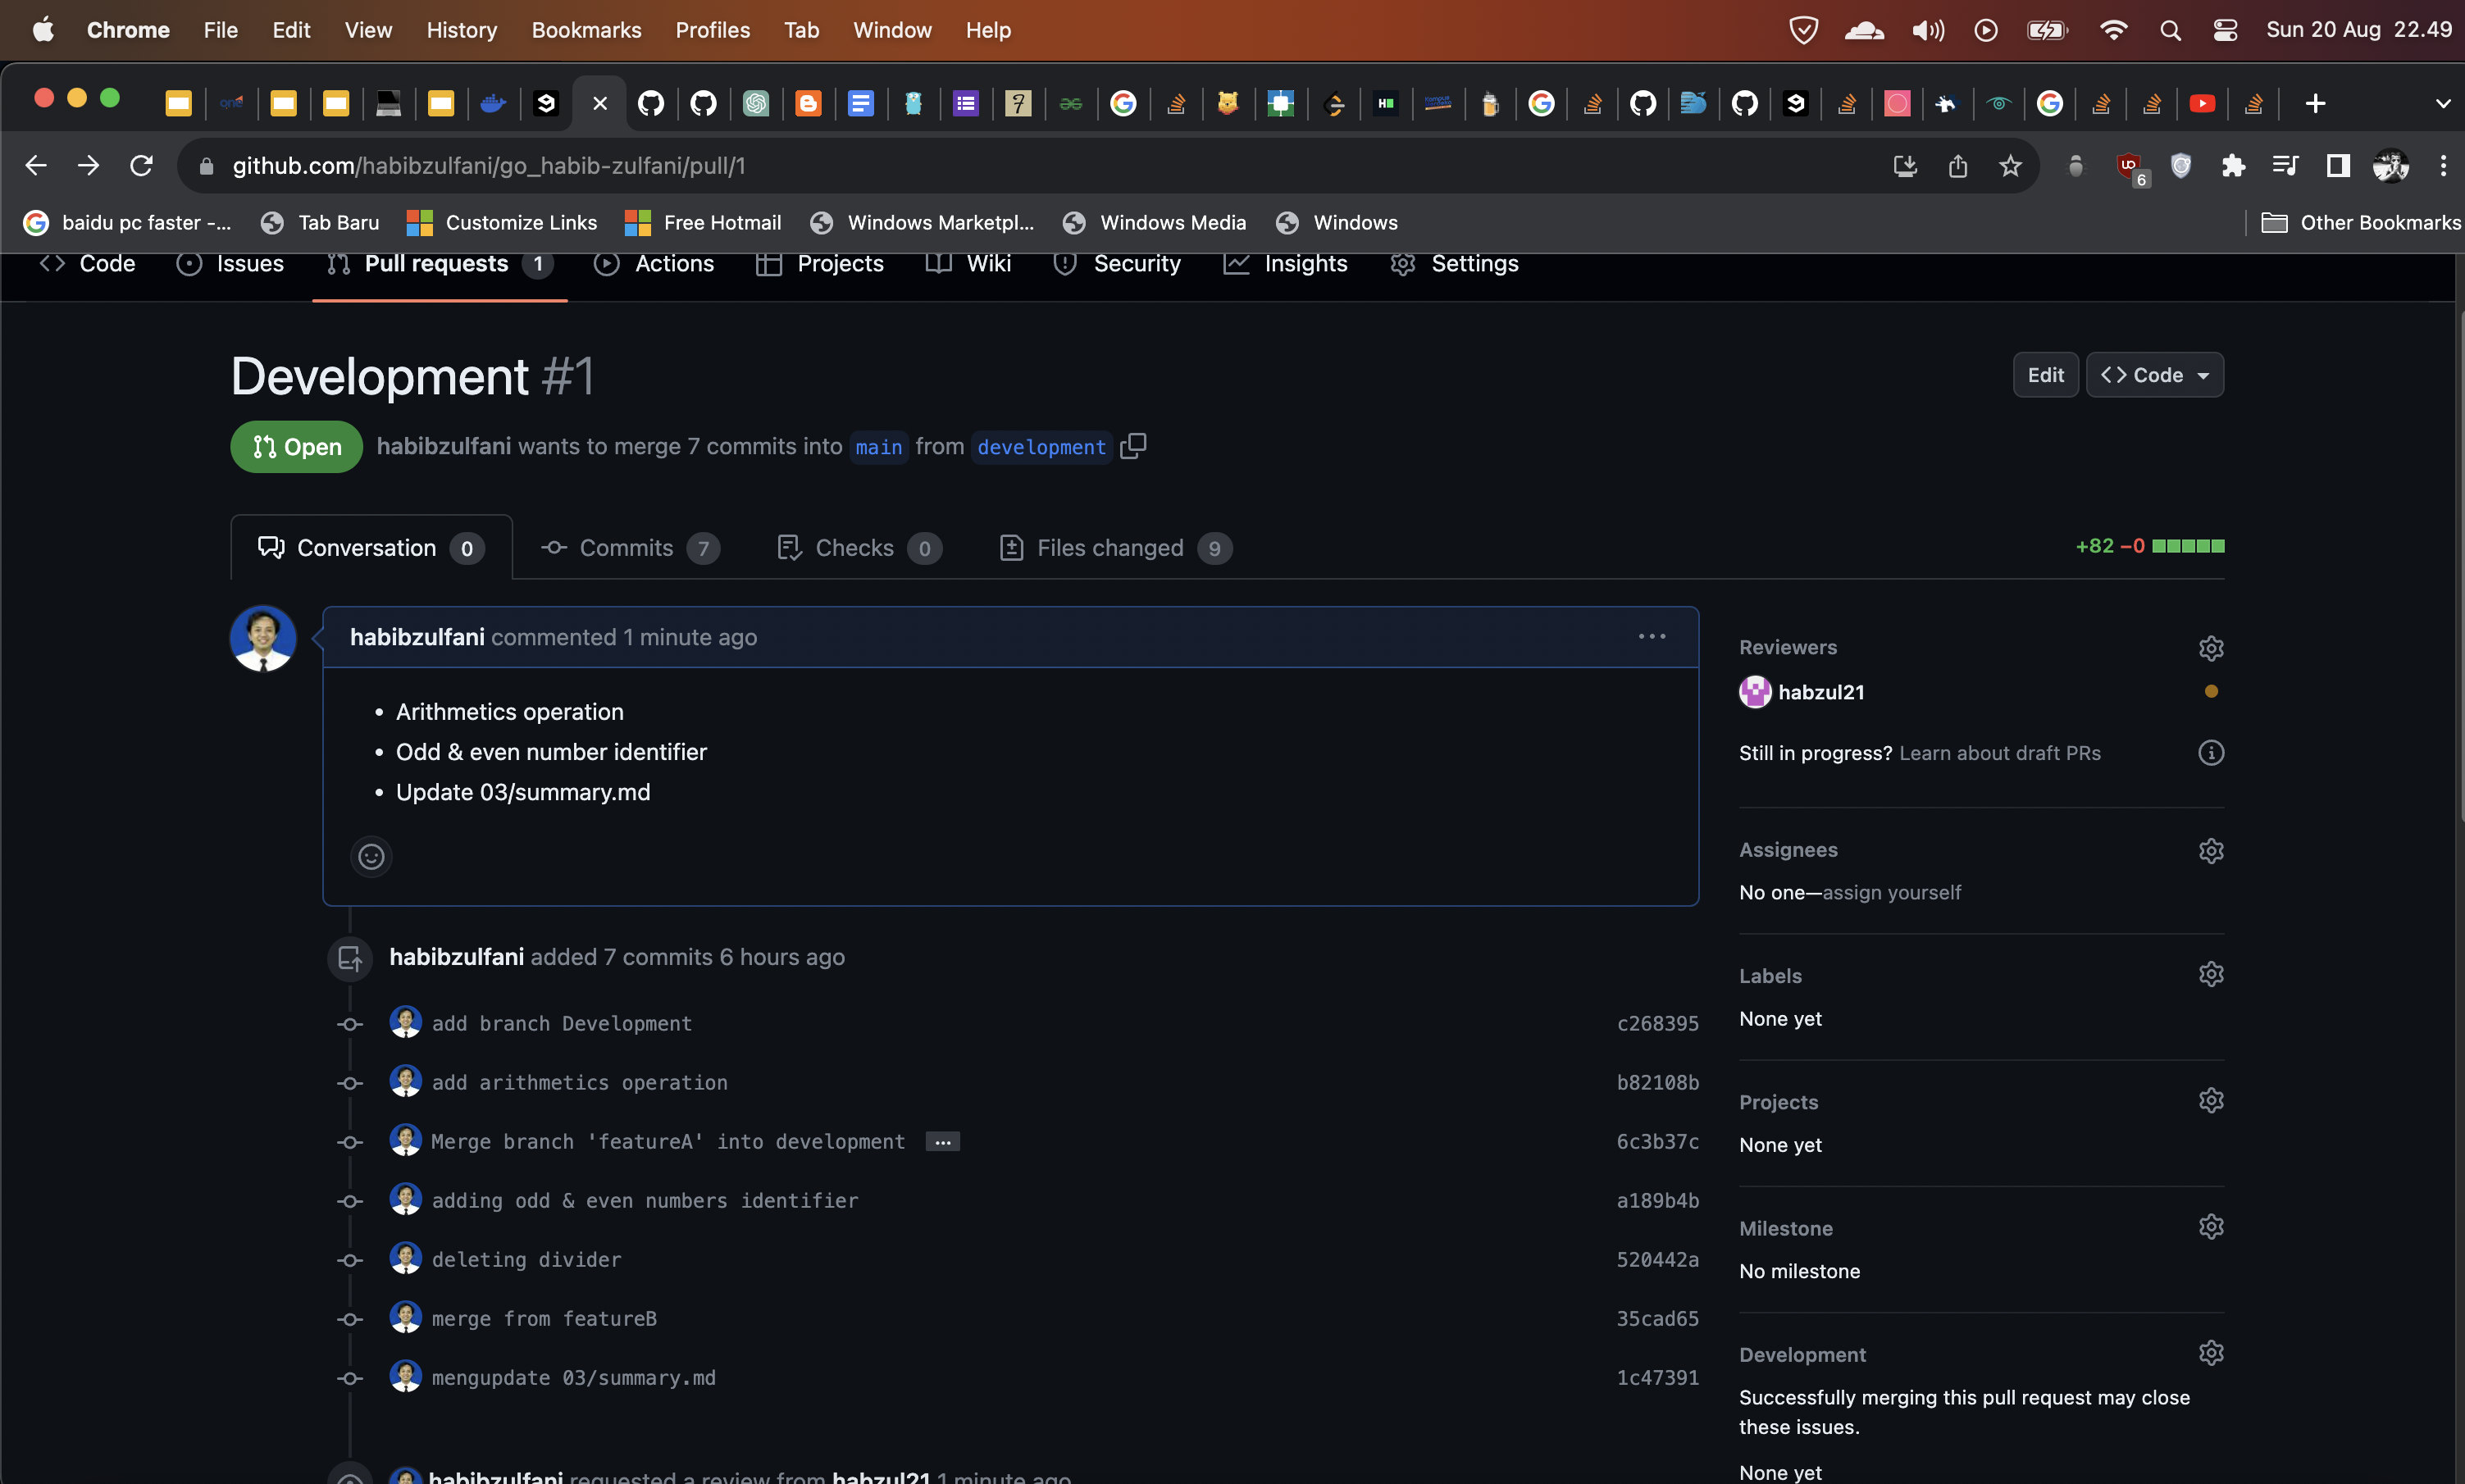 Chrome File Edit View History Bookmarks Profiles Tab Window Help Sun 20 Aug 22.49
github.com/habibzulfani/go_habib-zulfani/pull/1 6
baidu pc faster -... Tab Baru Customize Links Free Hotmail Windows Marketpl... Windows Media Windows Other Bookmarks
Code Issues Pull requests 1 Actions Projects Wiki Security Insights Settings
Development #1
Edit <> Code
Open habibzulfani wants to merge 7 commits into main from development
Conversation 0 Commits 7 Checks 0 Files changed 9 +82 −0
habibzulfani commented 1 minute ago ...
• Arithmetics operation
• Odd & even number identifier
• Update 03/summary.md
habibzulfani added 7 commits 6 hours ago
add branch Development c268395
add arithmetics operation b82108b
Merge branch 'featureA' into development ... 6c3b37c
adding odd & even numbers identifier a189b4b
deleting divider 520442a
merge from featureB 35cad65
mengupdate 03/summary.md 1c47391
habibzulfani requested a review from habzul21 1 minute ago
Reviewers
habzul21
Still in progress? Learn about draft PRs
Assignees
No one—assign yourself
Labels
None yet
Projects
None yet
Milestone
No milestone
Development
Successfully merging this pull request may close
these issues.
None yet